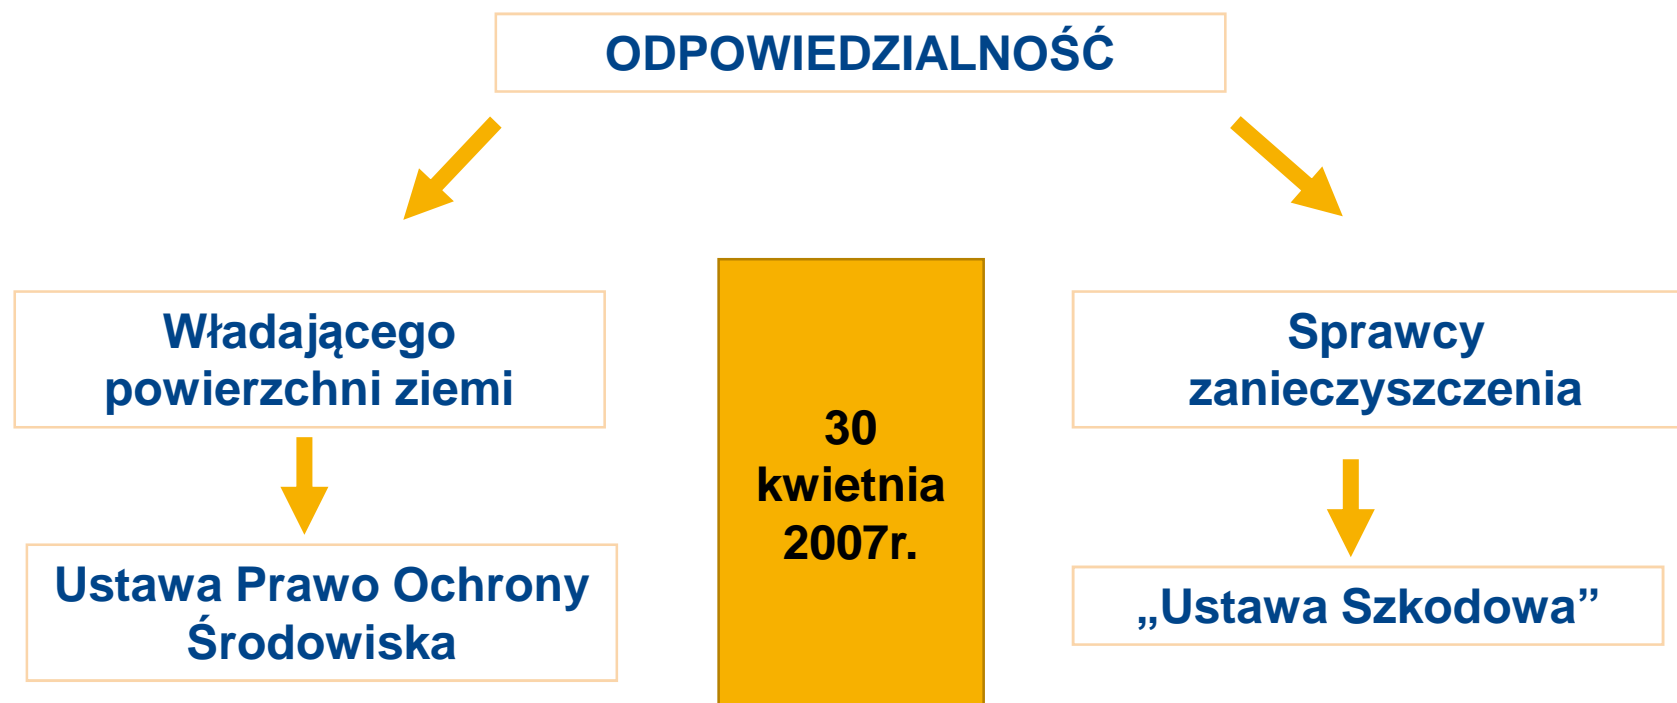 ODPOWIEDZIALNOŚĆ
Władającego
powierzchni ziemi
Ustawa Prawo Ochrony
Środowiska
30
kwietnia
2007r.
Sprawcy
zanieczyszczenia
„Ustawa Szkodowa”